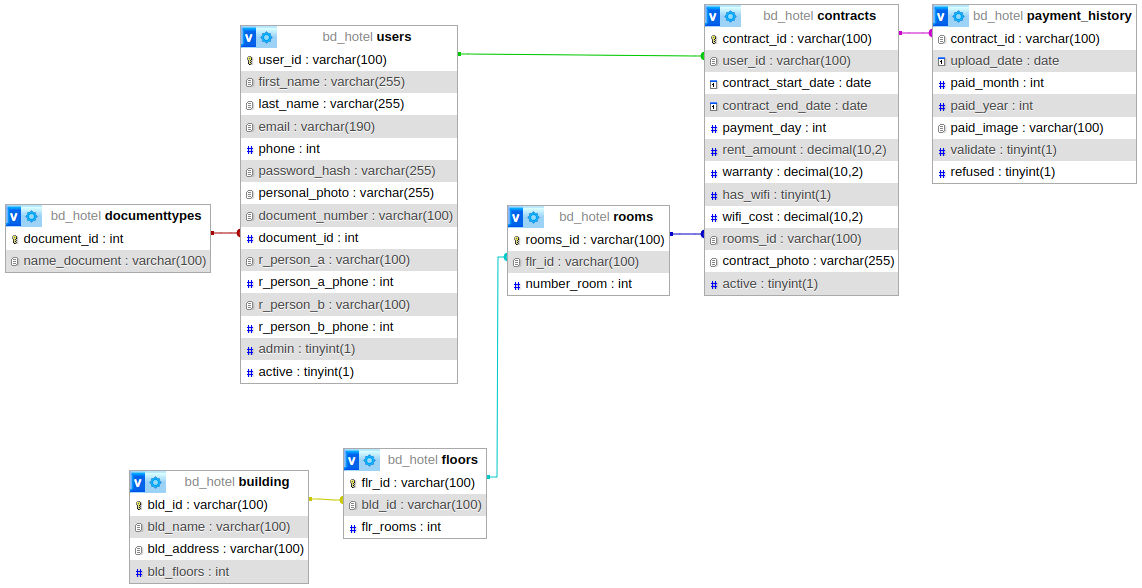 bd_hotel users
user_id : varchar(100)
first_name : varchar(255)
last_name : varchar(255)
email : varchar(190)
phone : int
password_hash : varchar(255)
personal_photo : varchar(255)
document_number : varchar(100)
document_id : int
r_person_a : varchar(100)
r_person_a_phone : int
r_person_b : varchar(100)
r_person_b_phone : int
admin : tinyint(1)
active : tinyint(1)
v bd_hotel contracts
contract_id : varchar(100)
user_id : varchar(100)
contract_start_date : date
contract_end_date : date
payment_day : int
rent_amount : decimal(10,2)
warranty : decimal(10,2)
has_wifi : tinyint(1)
wifi_cost : decimal(10,2)
rooms_id : varchar(100)
contract_photo : varchar(255)
active : tinyint(1)
v bd_hotel payment_history
contract_id : varchar(100)
upload_date : date
paid_month : int
paid_year : int
paid_image : varchar(100)
validate : tinyint(1)
refused : tinyint(1)
v bd_hotel documenttypes
document_id : int
name_document : varchar(100)
v bd_hotel rooms
rooms_id : varchar(100)
flr_id : varchar(100)
number_room : int
v bd_hotel building
bld_id : varchar(100)
bld_name : varchar(100)
bld_address : varchar(100)
bld_floors : int
v bd_hotel floors
flr_id : varchar(100)
bld_id : varchar(100)
flr_rooms : int